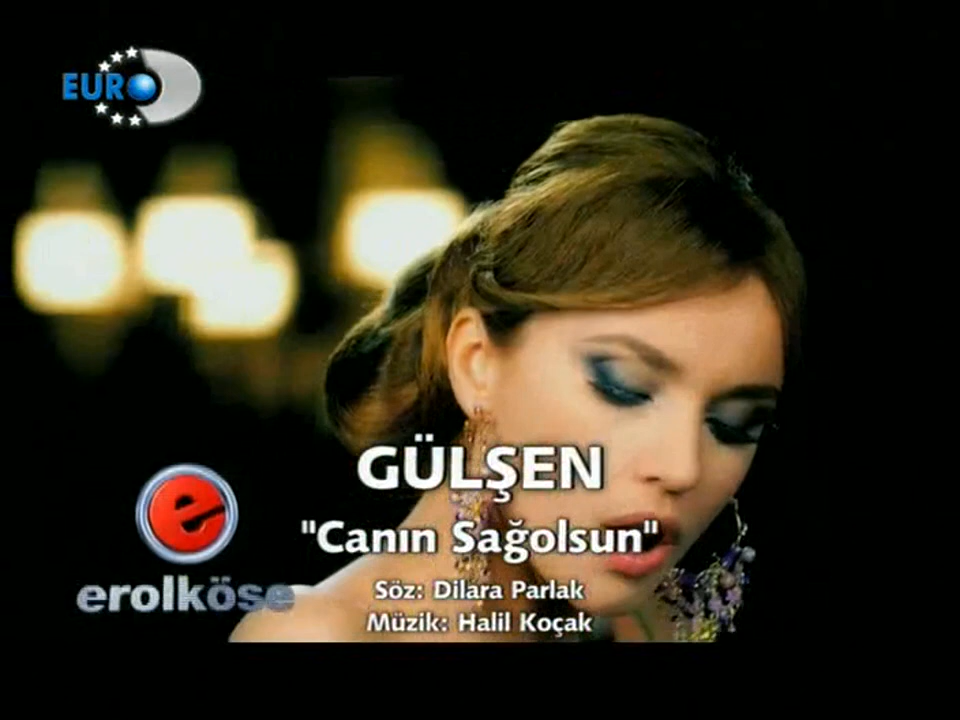 EURO D
GÜLŞEN
"Canın Sağolsun"
e
erolköse
Söz: Dilara Parlak
Müzik: Halil Koçak